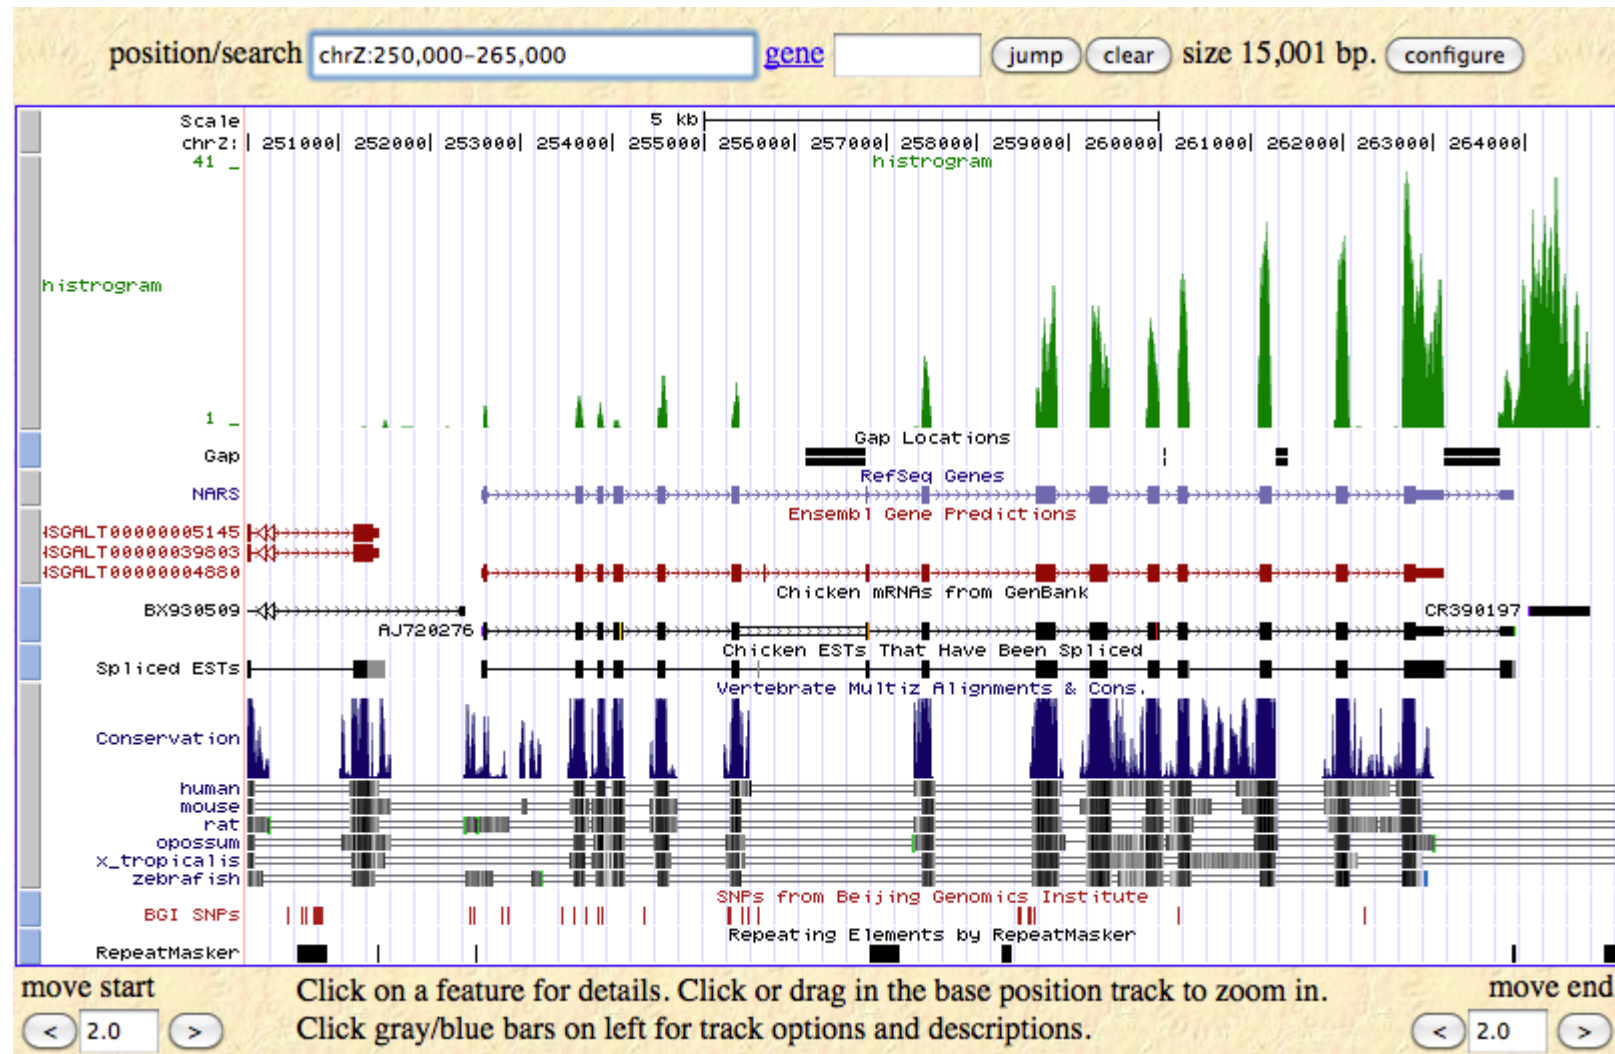 position/search chrZ:250,000-265,000 gene jump clear size 15,001 bp. configure
Scale 5 kb
chrZ: 251000 252000 253000 254000 255000 256000 257000 258000 259000 260000 261000 262000 263000 264000
41 _ histrogram
histrogram
1 _
Gap Locations
Gap
RefSeq Genes
NARS
Ensembl Gene Predictions
SGALT00000005145
SGALT00000039803
SGALT00000004880
Chicken mRNAs from GenBank
BX930509 CR390197
AJ720276
Chicken ESTs That Have Been Spliced
Spliced ESTs
Vertebrate Multiz Alignments & Cons.
Conservation
human
mouse
rat
opossum
x_tropicalis
zebrafish
SNPs from Beijing Genomics Institute
BGI SNPs
Repeating Elements by RepeatMasker
RepeatMasker
move start Click on a feature for details. Click or drag in the base position track to zoom in. move end
< 2.0 > Click gray/blue bars on left for track options and descriptions. < 2.0 >